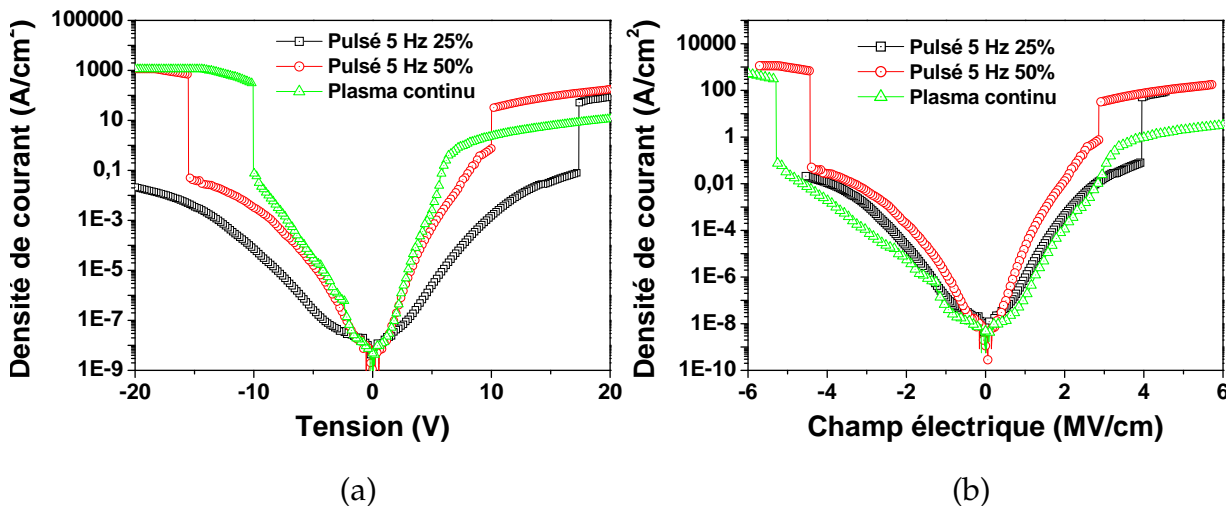 Densité de courant (A/cm²)
100000
1000
10
0,1
1E-3
1E-5
1E-7
1E-9
Pulsé 5 Hz 25%
Pulsé 5 Hz 50%
Plasma continu
-20
-10
0
10
20
Tension (V)
(a)
Densité de courant (A/cm²)
10000
100
1
0,01
1E-4
1E-6
1E-8
1E-10
Pulsé 5 Hz 25%
Pulsé 5 Hz 50%
Plasma continu
-6
-4
-2
0
2
4
6
Champ électrique (MV/cm)
(b)